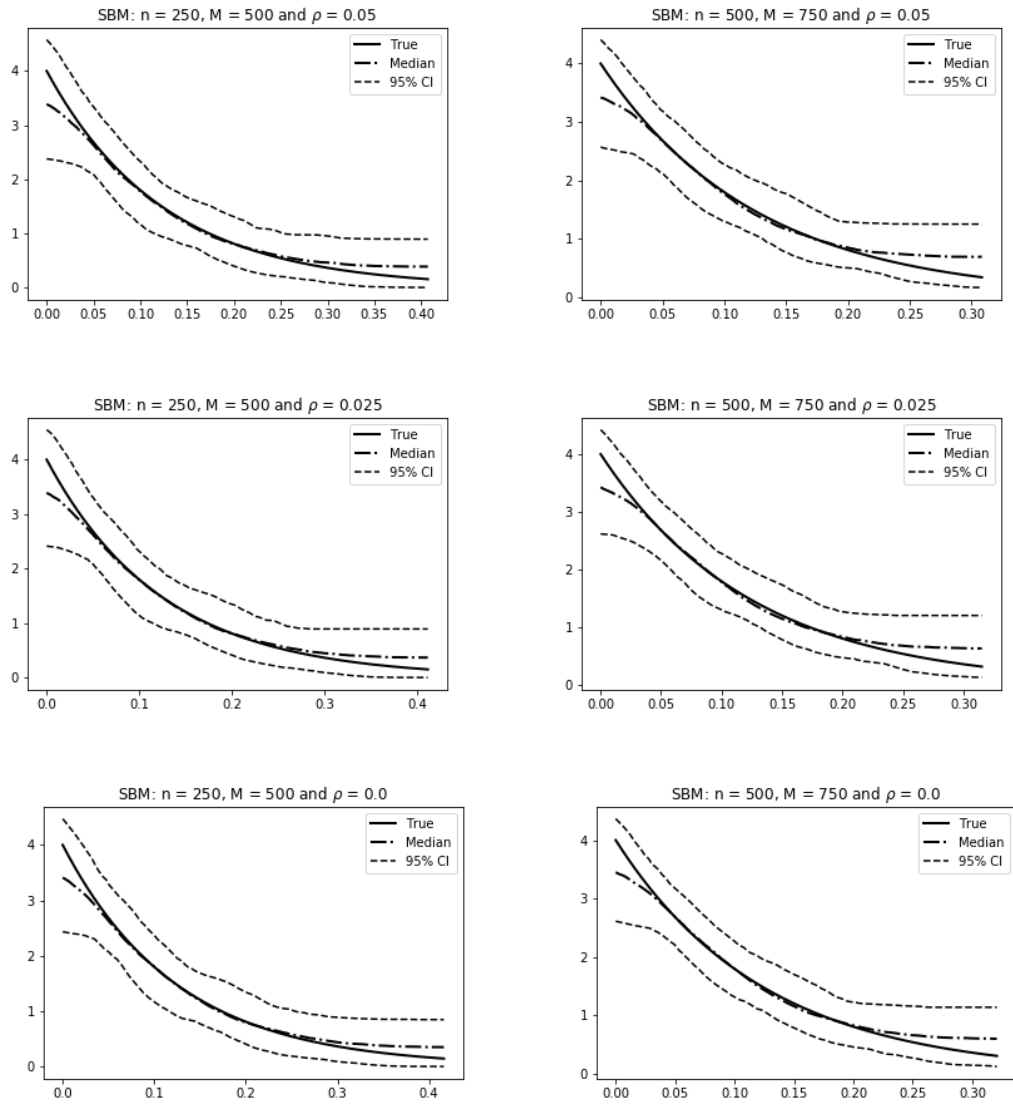 SBM: n = 250, M = 500 and ρ = 0.05
True
Median
95% CI
4
3
2
1
0
0.00 0.05 0.10 0.15 0.20 0.25 0.30 0.35 0.40
SBM: n = 500, M = 750 and ρ = 0.05
True
Median
95% CI
4
3
2
1
0
0.00 0.05 0.10 0.15 0.20 0.25 0.30
SBM: n = 250, M = 500 and ρ = 0.025
True
Median
95% CI
4
3
2
1
0
0.0 0.1 0.2 0.3 0.4
SBM: n = 500, M = 750 and ρ = 0.025
True
Median
95% CI
4
3
2
1
0
0.00 0.05 0.10 0.15 0.20 0.25 0.30
SBM: n = 250, M = 500 and ρ = 0.0
True
Median
95% CI
4
3
2
1
0
0.0 0.1 0.2 0.3 0.4
SBM: n = 500, M = 750 and ρ = 0.0
True
Median
95% CI
4
3
2
1
0
0.00 0.05 0.10 0.15 0.20 0.25 0.30